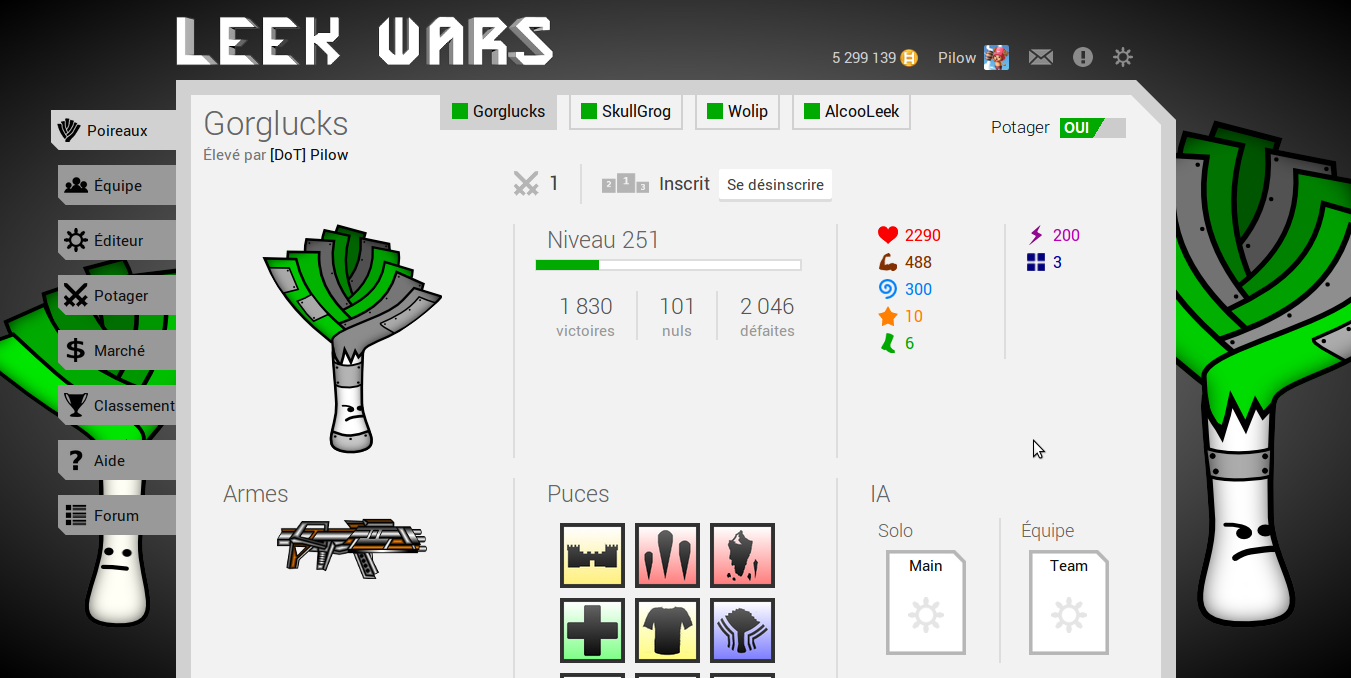 LEEK WARS
5 299 139
Pilow
Poireaux
Équipe
Éditeur
Potager
Marché
Classement
Aide
Forum
Gorglucks
Élevé par [DoT] Pilow
Gorglucks
SkullGrog
Wolip
AlcooLeek
Potager OUI
1
2 1 3
Inscrit
Se désinscrire
Niveau 251
1 830
victoires
101
nuls
2 046
défaites
2290
488
300
10
6
200
3
Armes
Puces
IA
Solo
Main
Équipe
Team